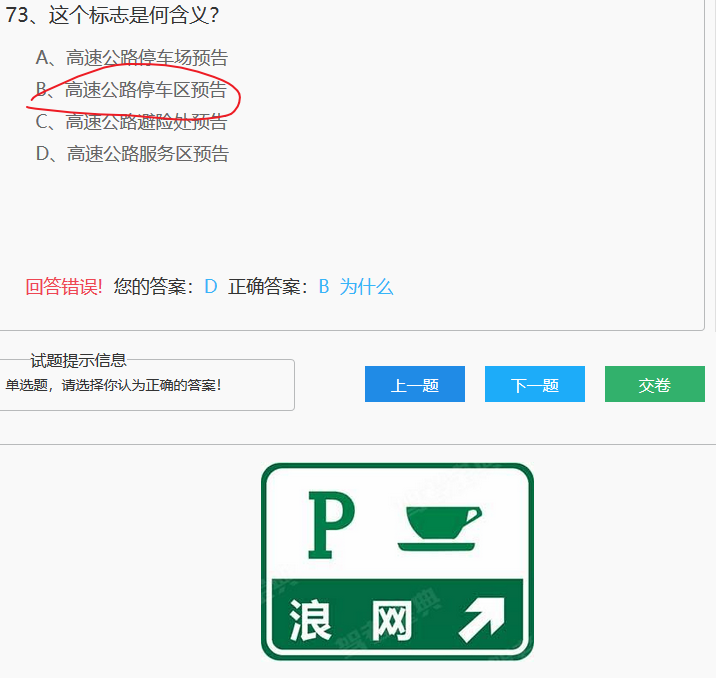 73、这个标志是何含义?
A、高速公路停车场预告
B、高速公路停车区预告
C、高速公路避险处预告
D、高速公路服务区预告
回答错误! 您的答案：D 正确答案：B 为什么
试题提示信息
单选题，请选择你认为正确的答案!
上一题 下一题 交卷
P
浪 网